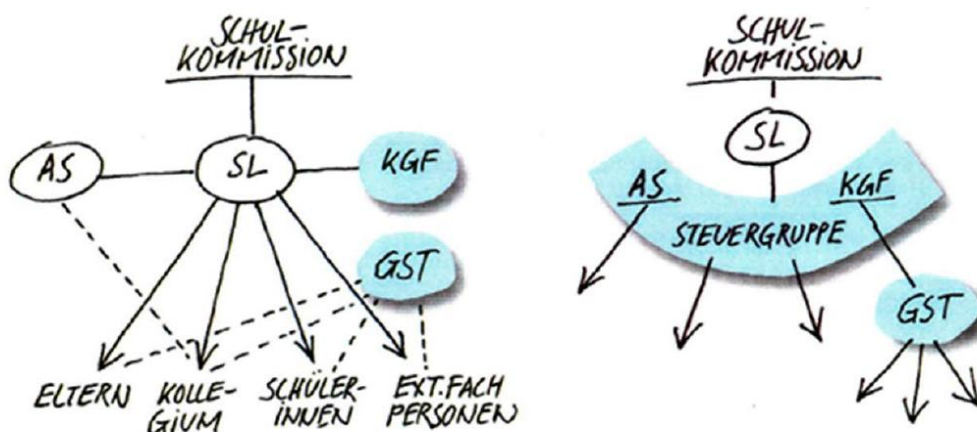 SCHUL-
KOMMISSION
AS
SL
KGF
GST
ELTERN
KOLLE-
GIUM
SCHÜLER-
INNEN
EXT. FACH
PERSONEN
SCHUL-
KOMMISSION
SL
AS
KGF
STEUERGRUPPE
GST